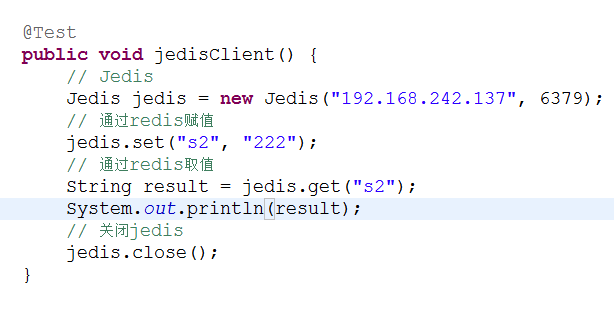 @Test
public void jedisClient() {
    // Jedis
    Jedis jedis = new Jedis("192.168.242.137", 6379);
    // 通过redis赋值
    jedis.set("s2", "222");
    // 通过redis取值
    String result = jedis.get("s2");
    System.out.println(result);
    // 关闭jedis
    jedis.close();
}